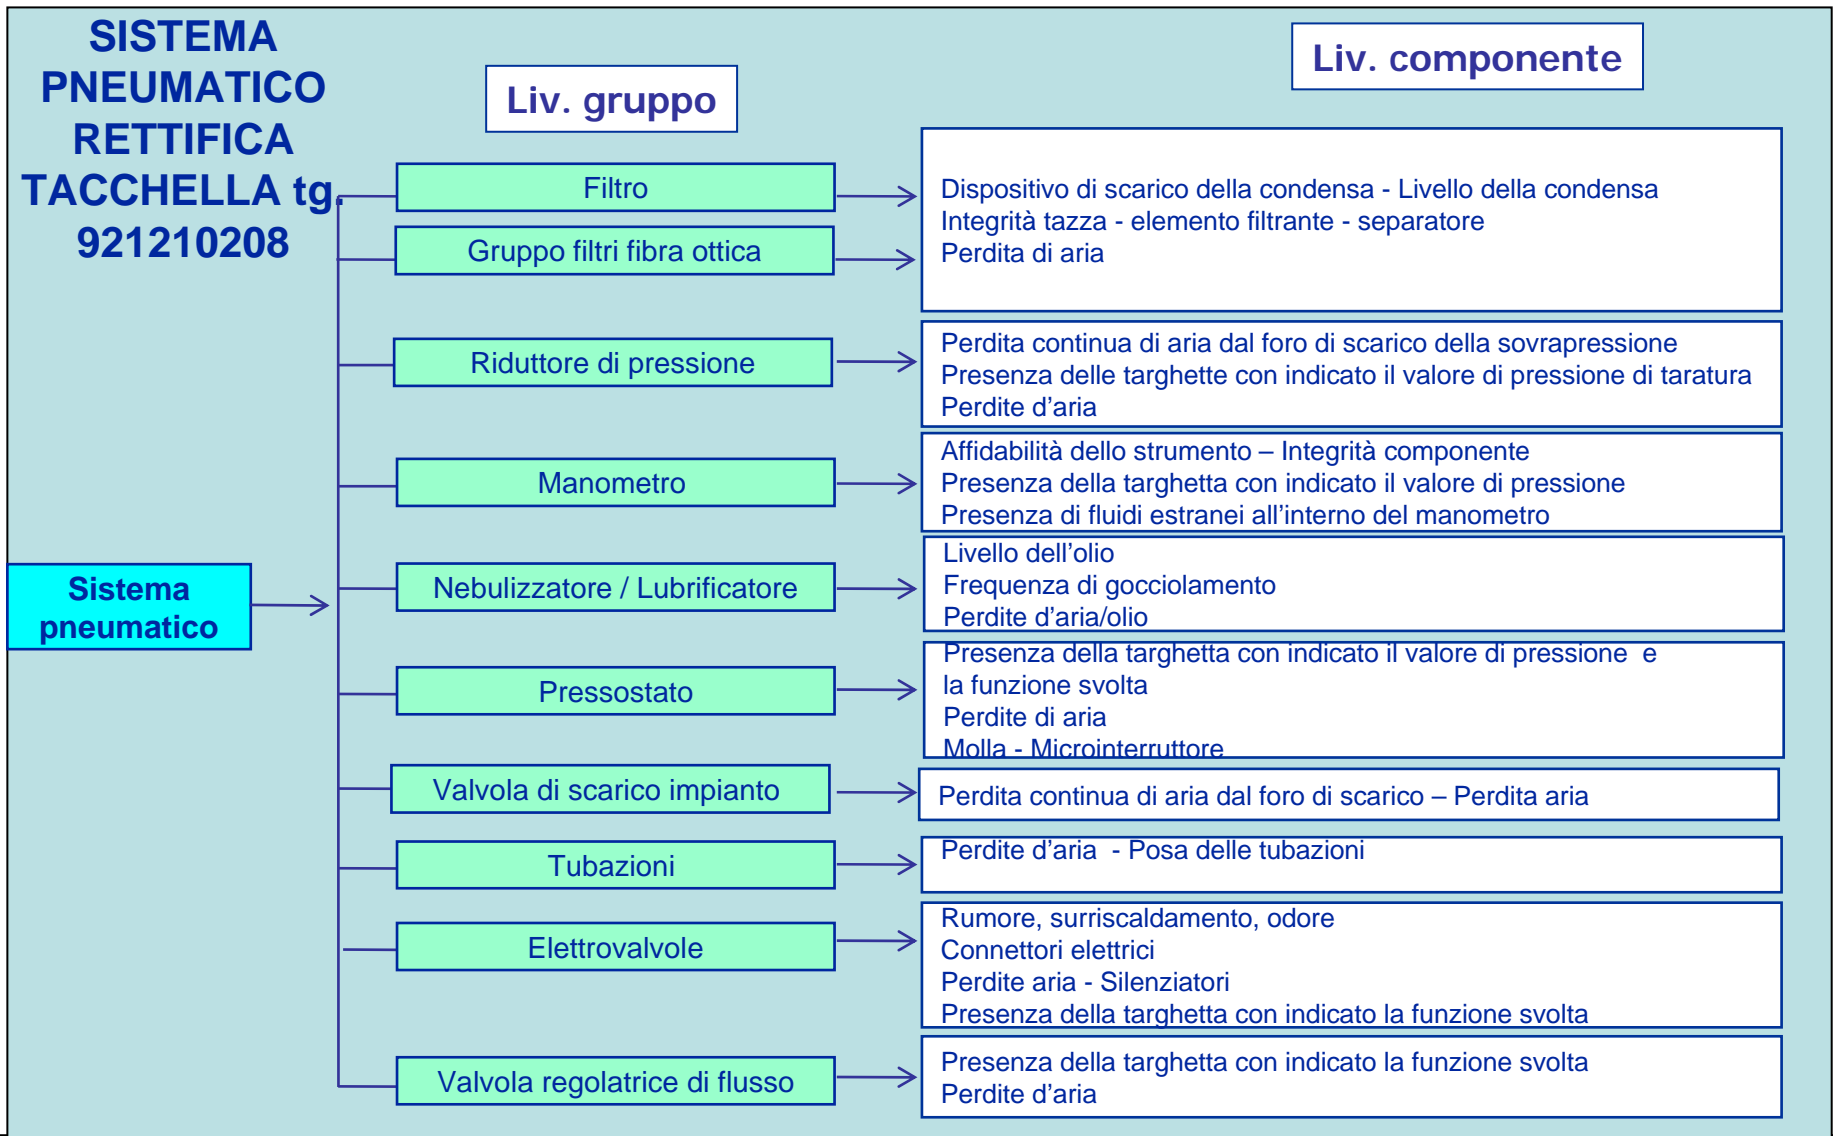 SISTEMA
PNEUMATICO
RETTIFICA
TACCHELLA tg.
921210208
Liv. gruppo
Liv. componente
Sistema
pneumatico
Filtro
Gruppo filtri fibra ottica
Dispositivo di scarico della condensa - Livello della condensa
Integrità tazza - elemento filtrante - separatore
Perdita di aria
Riduttore di pressione
Perdita continua di aria dal foro di scarico della sovrapressione
Presenza delle targhette con indicato il valore di pressione di taratura
Perdite d’aria
Manometro
Affidabilità dello strumento – Integrità componente
Presenza della targhetta con indicato il valore di pressione
Presenza di fluidi estranei all’interno del manometro
Nebulizzatore / Lubrificatore
Livello dell’olio
Frequenza di gocciolamento
Perdite d’aria/olio
Pressostato
Presenza della targhetta con indicato il valore di pressione  e
la funzione svolta
Perdite di aria
Molla - Microinterruttore
Valvola di scarico impianto
Perdita continua di aria dal foro di scarico – Perdita aria
Tubazioni
Perdite d’aria  - Posa delle tubazioni
Elettrovalvole
Rumore, surriscaldamento, odore
Connettori elettrici
Perdite aria - Silenziatori
Presenza della targhetta con indicato la funzione svolta
Valvola regolatrice di flusso
Presenza della targhetta con indicato la funzione svolta
Perdite d’aria